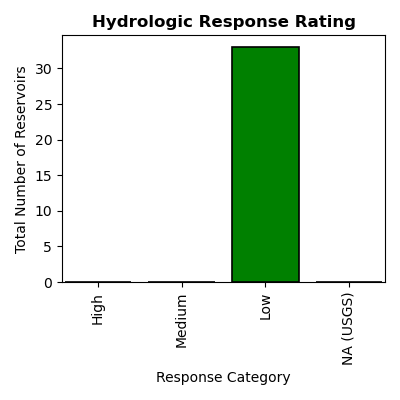 Hydrologic Response Rating
Total Number of Reservoirs
30
25
20
15
10
5
0
High
Medium
Low
NA (USGS)
Response Category